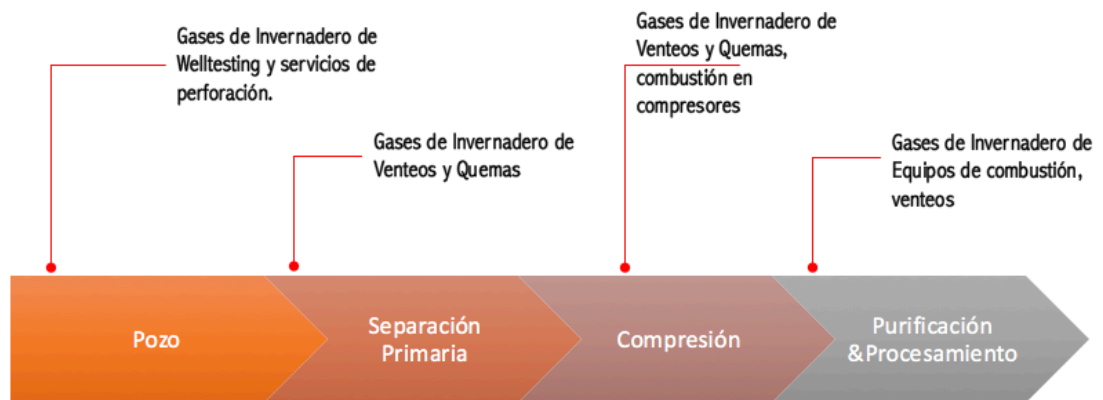 Gases de Invernadero de
Welltesting y servicios de
perforación.
Gases de Invernadero de
Venteos y Quemas
Gases de Invernadero de
Venteos y Quemas,
combustión en
compresores
Gases de Invernadero de
Equipos de combustión,
venteos
Pozo
Separación
Primaria
Compresión
Purificación
&Procesamiento